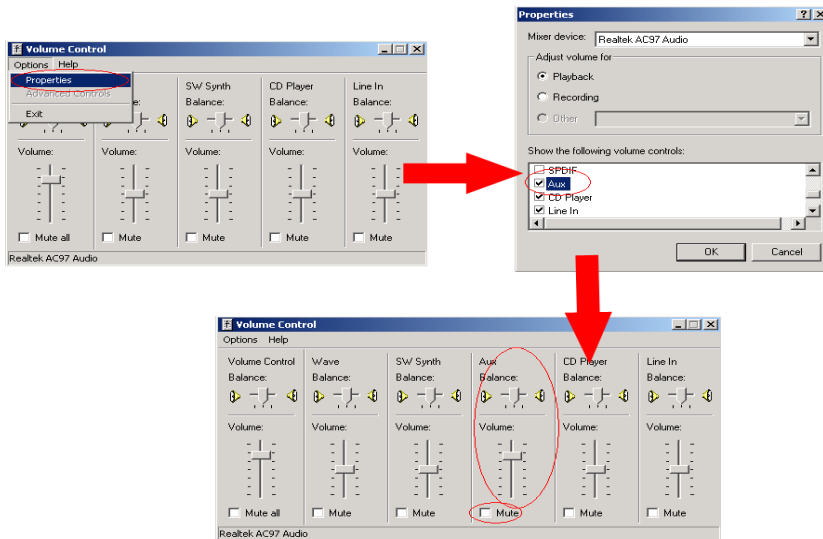 Volume Control
Options Help
Properties
Advanced Controls
Exit
SW Synth CD Player Line In
Balance: Balance: Balance:
Volume: Volume: Volume: Volume: Volume:
Mute all Mute Mute Mute Mute
Realtek AC97 Audio
Properties
Mixer device: Realtek AC97 Audio
Adjust volume for
Playback
Recording
Other
Show the following volume controls:
SPDIF
Aux
CD Player
Line In
OK Cancel
Volume Control
Options Help
Volume Control Wave SW Synth Aux CD Player Line In
Balance: Balance: Balance: Balance: Balance: Balance:
Volume: Volume: Volume: Volume: Volume: Volume:
Mute all Mute Mute Mute Mute Mute
Realtek AC97 Audio